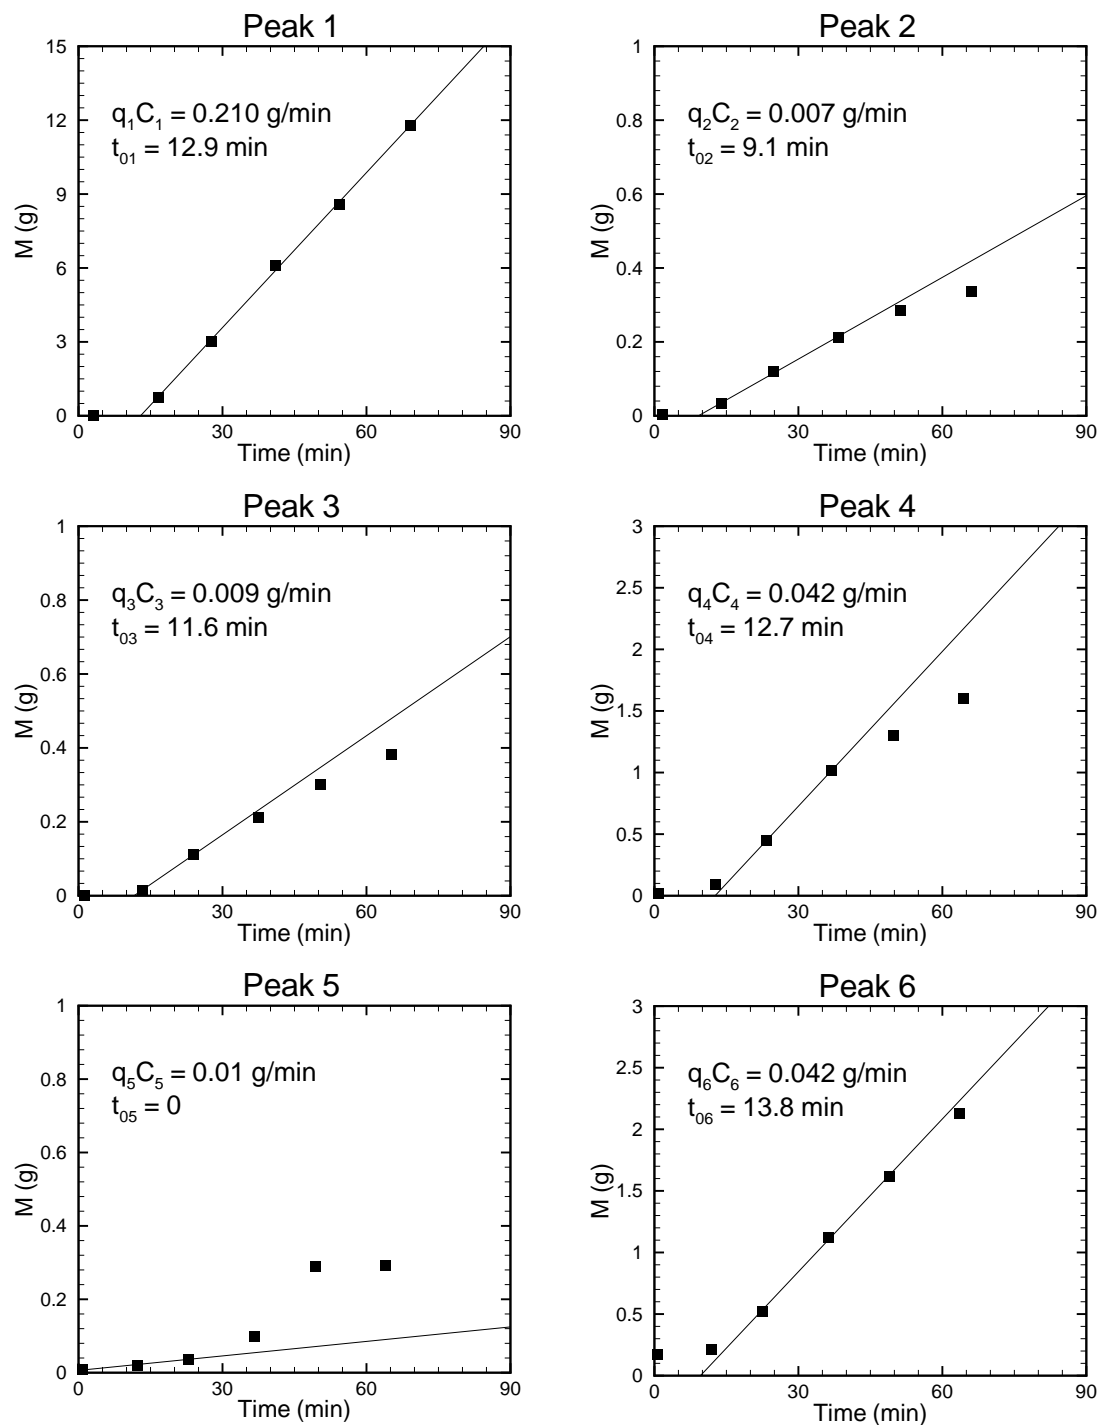 Peak 1
15
12
9
6
3
0
M (g)
q₁C₁ = 0.210 g/min
t₀₁ = 12.9 min
0 30 60 90
Time (min)
Peak 2
1
0.8
0.6
0.4
0.2
0
M (g)
q₂C₂ = 0.007 g/min
t₀₂ = 9.1 min
0 30 60 90
Time (min)
Peak 3
1
0.8
0.6
0.4
0.2
0
M (g)
q₃C₃ = 0.009 g/min
t₀₃ = 11.6 min
0 30 60 90
Time (min)
Peak 4
3
2.5
2
1.5
1
0.5
0
M (g)
q₄C₄ = 0.042 g/min
t₀₄ = 12.7 min
0 30 60 90
Time (min)
Peak 5
1
0.8
0.6
0.4
0.2
0
M (g)
q₅C₅ = 0.01 g/min
t₀₅ = 0
0 30 60 90
Time (min)
Peak 6
3
2.5
2
1.5
1
0.5
0
M (g)
q₆C₆ = 0.042 g/min
t₀₆ = 13.8 min
0 30 60 90
Time (min)